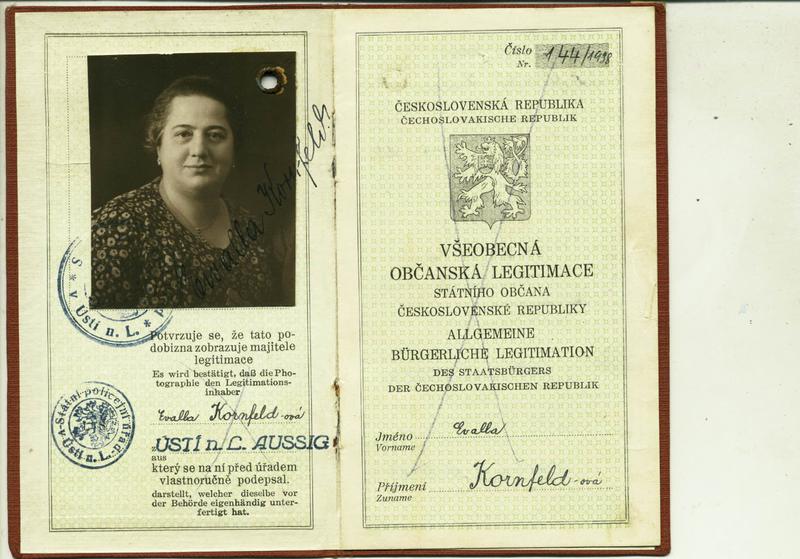 Ewalla Kornfeld.
Ústí n. L.
Potvrzuje se, že tato po-
dobizna zobrazuje majitele
legitimace
Es wird bestätigt, daß die Pho-
tographie den Legitimations-
inhaber
Evalla Kornfeld-ová
z ÚSTÍ n. L. AUSSIG
aus
který se na ní před úřadem
vlastnoručně podepsal.
darstellt, welcher dieselbe vor
der Behörde eigenhändig unter-
fertigt hat.
Státní policejní úřad
Ústí n. L.
Číslo
Nr. 144/1938
ČESKOSLOVENSKÁ REPUBLIKA
ČECHOSLOVAKISCHE REPUBLIK
VŠEOBECNÁ
OBČANSKÁ LEGITIMACE
STÁTNÍHO OBČANA
ČESKOSLOVENSKÉ REPUBLIKY
ALLGEMEINE
BÜRGERLICHE LEGITIMATION
DES STAATSBÜRGERS
DER ČECHOSLOVAKISCHEN REPUBLIK
Jméno Evalla
Vorname
Příjmení Kornfeld-ová
Zuname